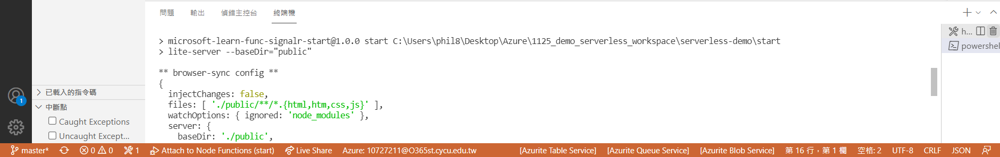 問題 輸出 偵錯主控台 終端機
> microsoft-learn-func-signalr-start@1.0.0 start C:\Users\phil8\Desktop\Azure\1125_demo_serverless_workspace\serverless-demo\start
> lite-server --baseDir="public"
** browser-sync config **
{
injectChanges: false,
files: [ './public/**/*.{html,htm,css,js}' ],
watchOptions: { ignored: 'node_modules' },
server: {
baseDir: './public',
h...
powershel
1
已載入的指令碼
中斷點
Caught Exceptions
Uncaught Except...
master* 0 0 1 Attach to Node Functions (start) Live Share Azure: 10727211@O365st.cycu.edu.tw [Azurite Table Service] [Azurite Queue Service] [Azurite Blob Service] 第 16 行，第 1 欄 空格: 2 UTF-8 CRLF JSON